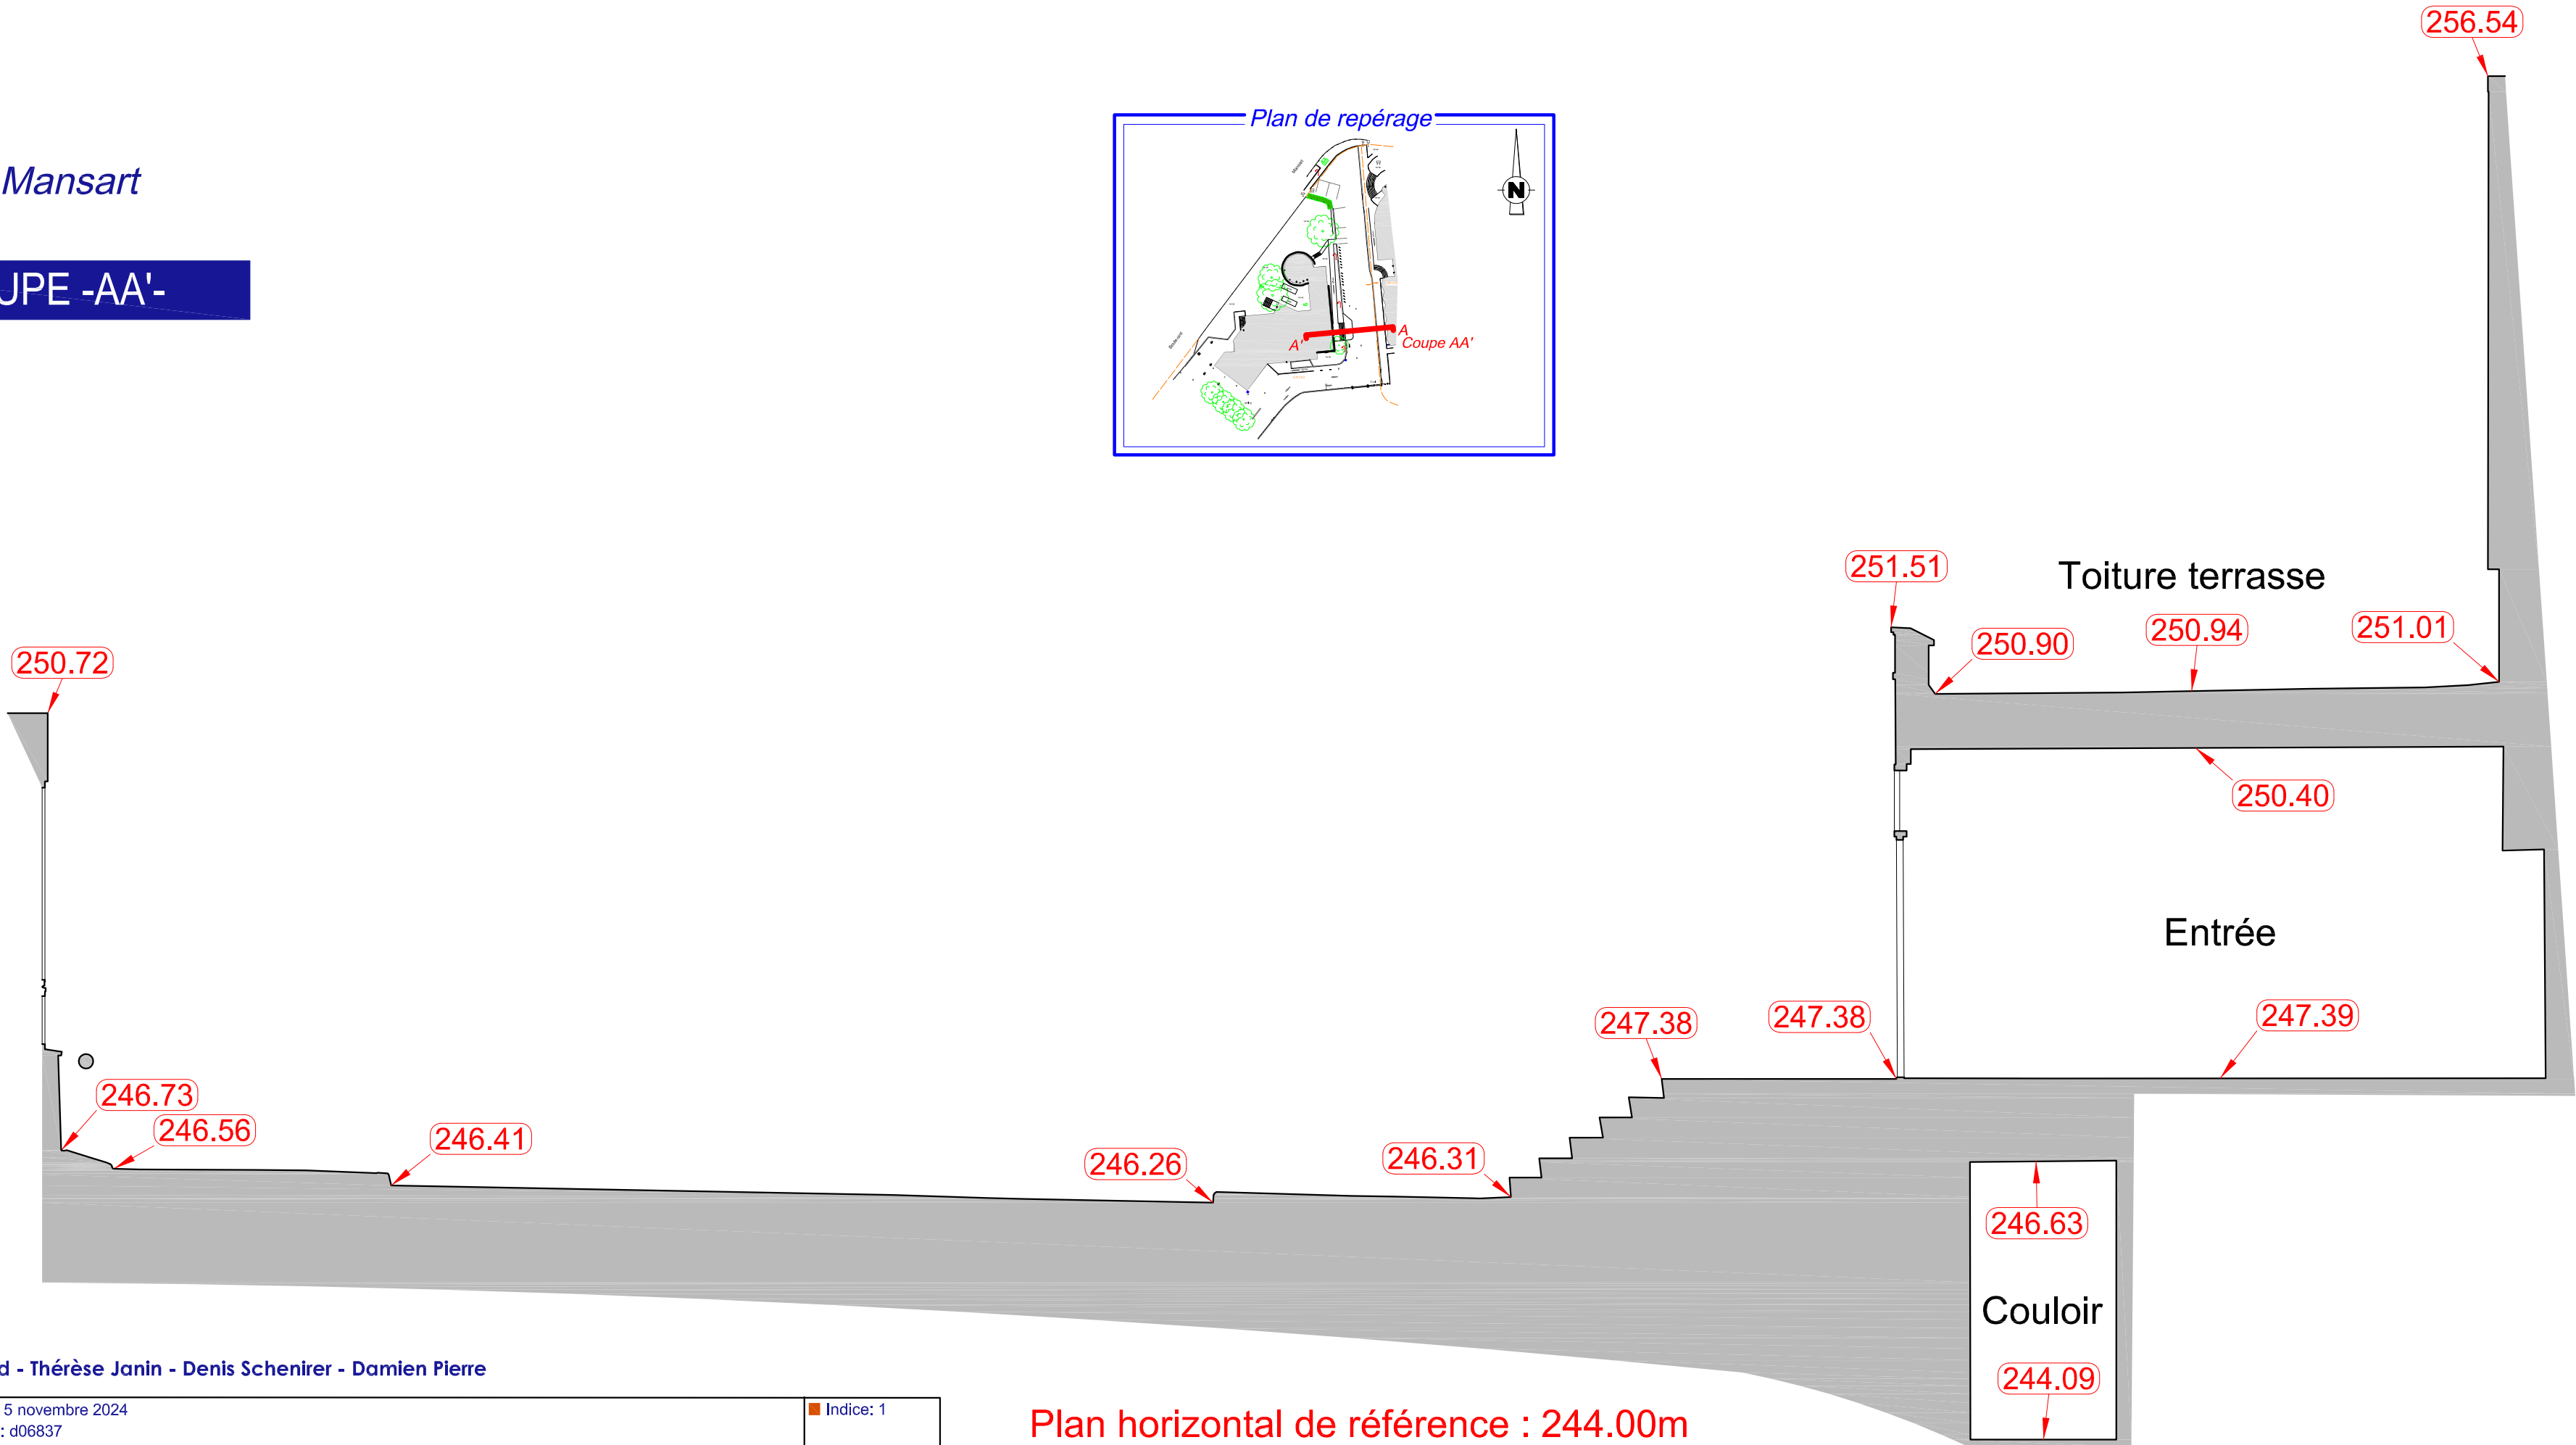 256.54
Plan de repérage
Mansart
N
UPE -AA'-
A
A'
Coupe AA'
251.51
Toiture terrasse
250.90
250.94
251.01
250.72
250.40
Entrée
247.38
247.38
247.39
246.73
246.56
246.41
246.26
246.31
246.63
Couloir
244.09
d - Thérèse Janin - Denis Schenirer - Damien Pierre
5 novembre 2024
: d06837
Indice: 1
Plan horizontal de référence : 244.00m